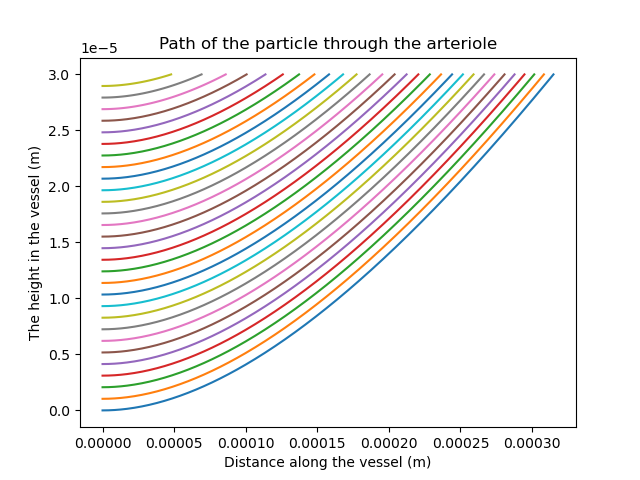 Path of the particle through the arteriole
1e−5
3.0
2.5
2.0
1.5
1.0
0.5
0.0
The height in the vessel (m)
0.00000 0.00005 0.00010 0.00015 0.00020 0.00025 0.00030
Distance along the vessel (m)